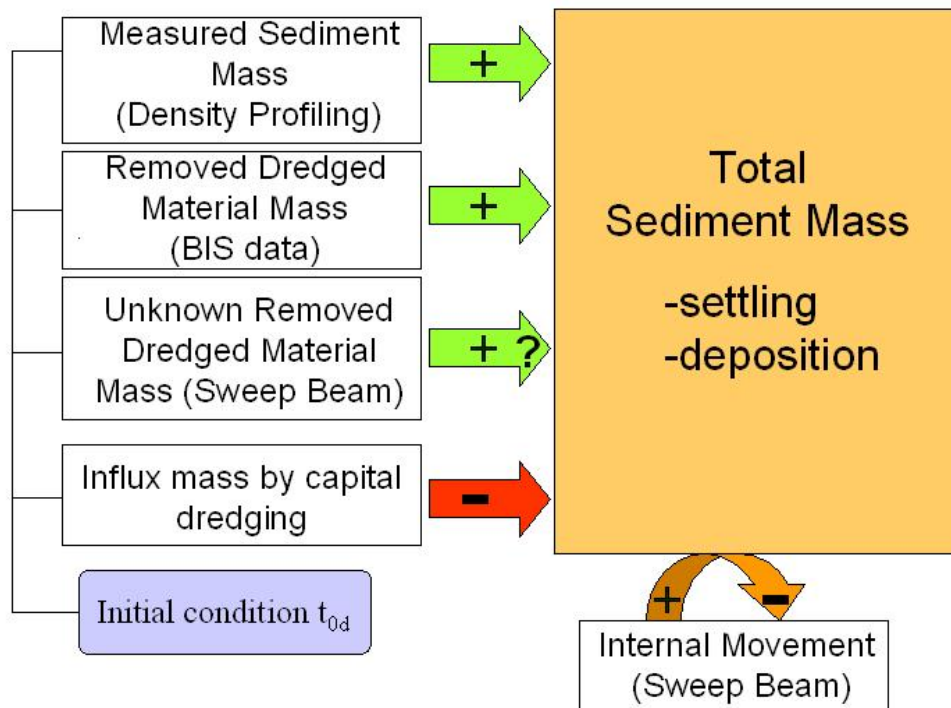 Measured Sediment
Mass
(Density Profiling)
+
Removed Dredged
Material Mass
(BIS data)
+
Unknown Removed
Dredged Material
Mass (Sweep Beam)
+ ?
Influx mass by capital
dredging
-
Initial condition t0d
Total
Sediment Mass
-settling
-deposition
+ -
Internal Movement
(Sweep Beam)